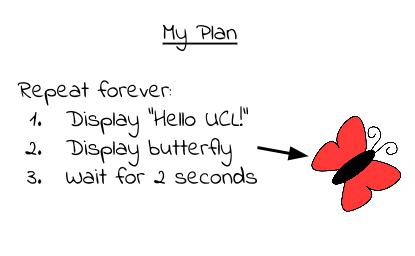 My Plan
Repeat forever:
1. Display "Hello UCL!"
2. Display butterfly
3. Wait for 2 seconds